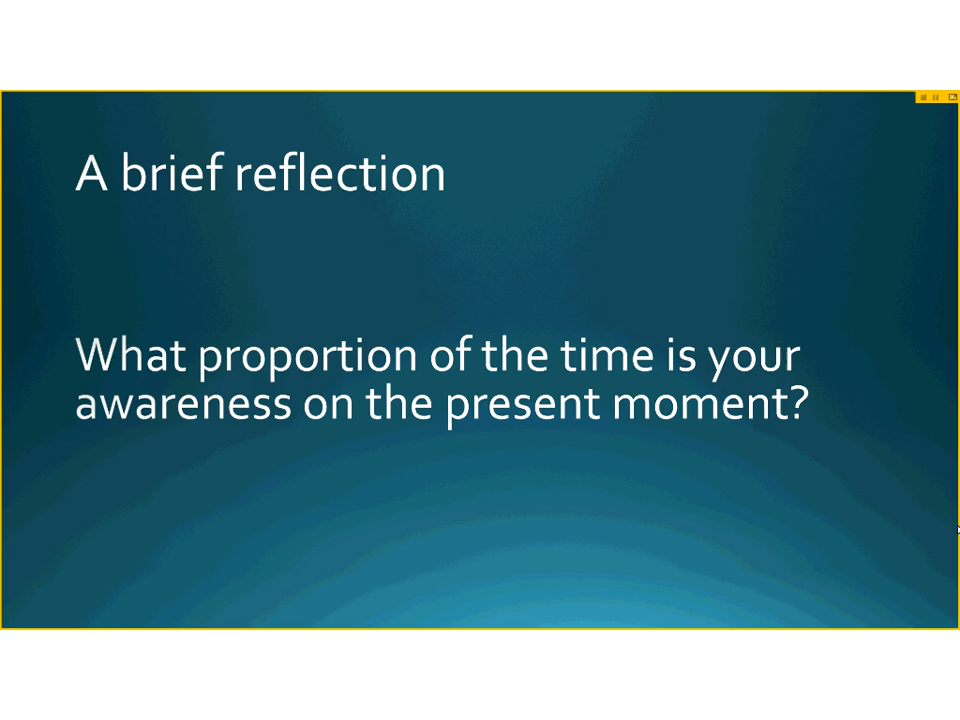 A brief reflection
What proportion of the time is your
awareness on the present moment?